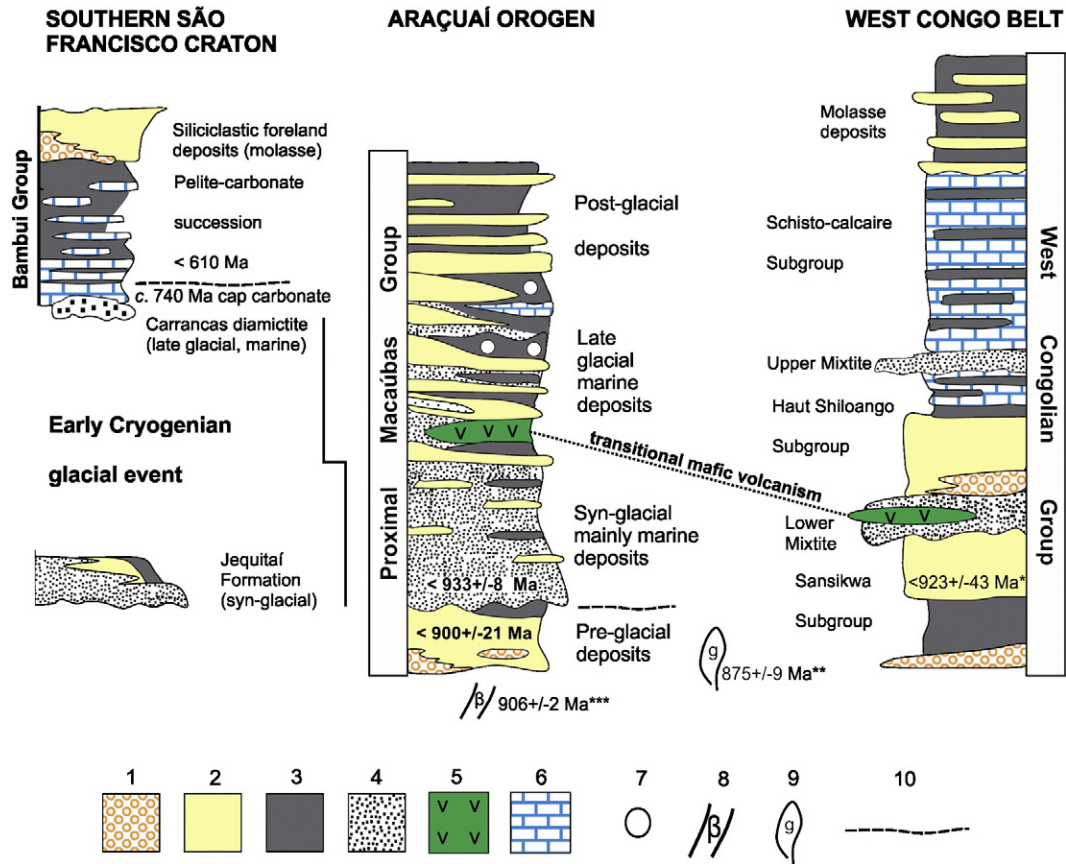 SOUTHERN SÃO
FRANCISCO CRATON
ARAÇUAÍ OROGEN
WEST CONGO BELT
Bambui Group
Siliciclastic foreland
deposits (molasse)
Pelite-carbonate
succession
< 610 Ma
c. 740 Ma cap carbonate
Carrancas diamictite
(late glacial, marine)
Early Cryogenian
glacial event
Jequitaí
Formation
(syn-glacial)
Proximal Macaúbas Group
Post-glacial
deposits
Late
glacial
marine
deposits
v v v
transitional mafic volcanism
Syn-glacial
mainly marine
deposits
< 933+/-8 Ma
< 900+/-21 Ma
Pre-glacial
deposits
β 906+/-2 Ma***
g
875+/-9 Ma**
Molasse
deposits
Schisto-calcaire
Subgroup
Upper Mixtite
Haut Shiloango
Subgroup
v v
Lower
Mixtite
Sansikwa
<923+/-43 Ma*
Subgroup
West Congolian Group
1 2 3 4 5 6 7 8 9 10
v v
v v
β
g